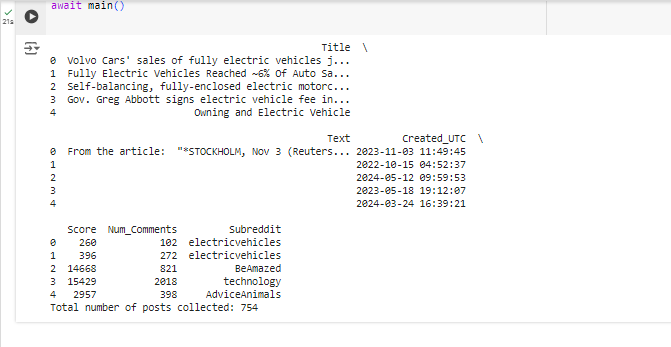 await main()
21s
Title \
0 Volvo Cars' sales of fully electric vehicles j...
1 Fully Electric Vehicles Reached ~6% Of Auto Sa...
2 Self-balancing, fully-enclosed electric motorc...
3 Gov. Greg Abbott signs electric vehicle fee in...
4 Owning and Electric Vehicle
Text Created_UTC \
0 From the article: "*STOCKHOLM, Nov 3 (Reuters... 2023-11-03 11:49:45
1 2022-10-15 04:52:37
2 2024-05-12 09:59:53
3 2023-05-18 19:12:07
4 2024-03-24 16:39:21
Score Num_Comments Subreddit
0 260 102 electricvehicles
1 396 272 electricvehicles
2 14668 821 BeAmazed
3 15429 2018 technology
4 2957 398 AdviceAnimals
Total number of posts collected: 754